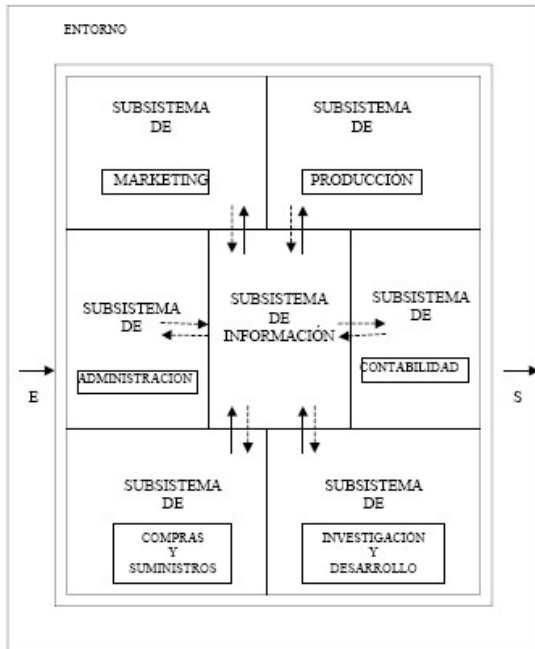 ENTORNO
SUBSISTEMA
DE
MARKETING
SUBSISTEMA
DE
PRODUCCIÓN
SUBSISTEMA
DE
ADMINISTRACION
SUBSISTEMA
DE
INFORMACIÓN
SUBSISTEMA
DE
CONTABILIDAD
E
S
SUBSISTEMA
DE
COMPRAS
Y
SUMINISTROS
SUBSISTEMA
DE
INVESTIGACIÓN
Y
DESARROLLO